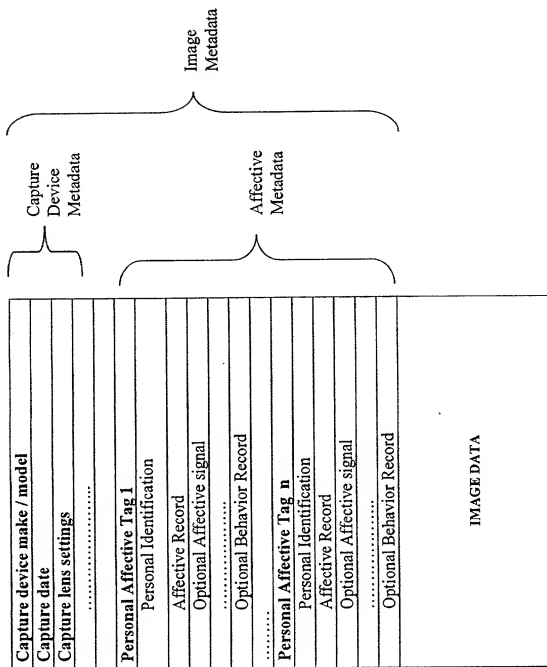 Capture device make / model
Capture date
Capture lens settings
.....................
Personal Affective Tag 1
Personal Identification
Affective Record
Optional Affective signal
.....................
Optional Behavior Record
.........
Personal Affective Tag n
Personal Identification
Affective Record
Optional Affective signal
.....................
Optional Behavior Record
IMAGE DATA
Capture
Device
Metadata
Affective
Metadata
Image
Metadata